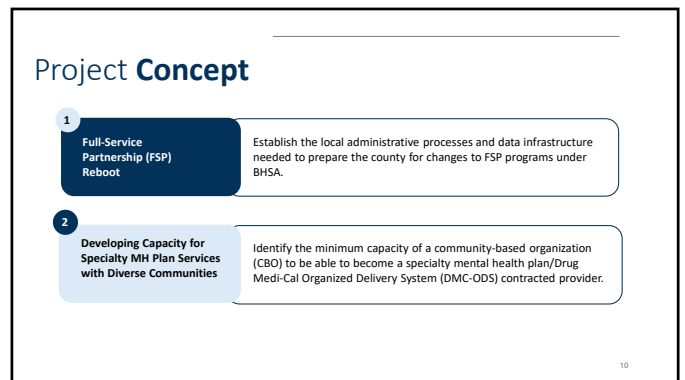 Project Concept
1
Full-Service
Partnership (FSP)
Reboot
Establish the local administrative processes and data infrastructure
needed to prepare the county for changes to FSP programs under
BHSA.
2
Developing Capacity for
Specialty MH Plan Services
with Diverse Communities
Identify the minimum capacity of a community-based organization
(CBO) to be able to become a specialty mental health plan/Drug
Medi-Cal Organized Delivery System (DMC-ODS) contracted provider.
10